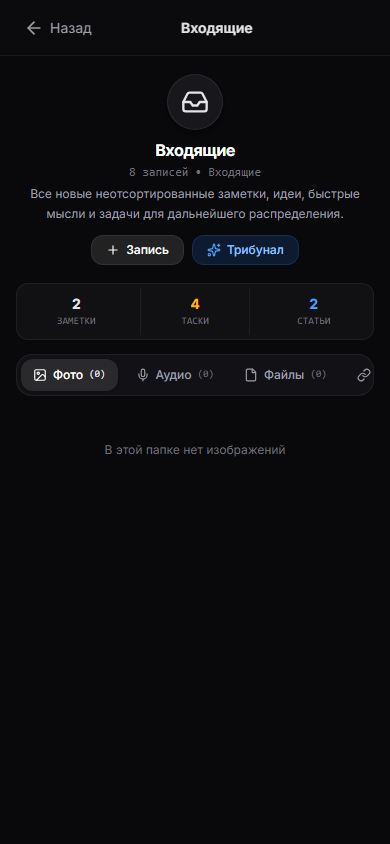 Назад
Входящие
Входящие
8 записей • Входящие
Все новые неотсортированные заметки, идеи, быстрые
мысли и задачи для дальнейшего распределения.
Запись
Трибунал
2
4
2
ЗАМЕТКИ
ТАСКИ
СТАТЬИ
Фото (0)
Аудио (0)
Файлы (0)
В этой папке нет изображений